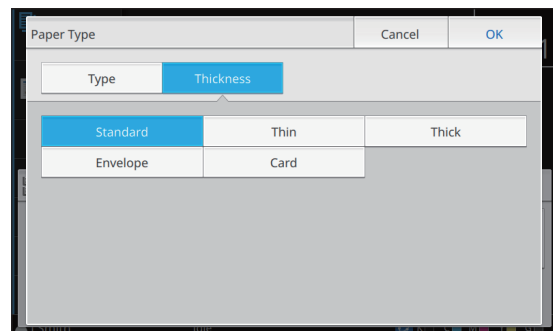 Paper Type Cancel OK
Type Thickness
Standard Thin Thick
Envelope Card